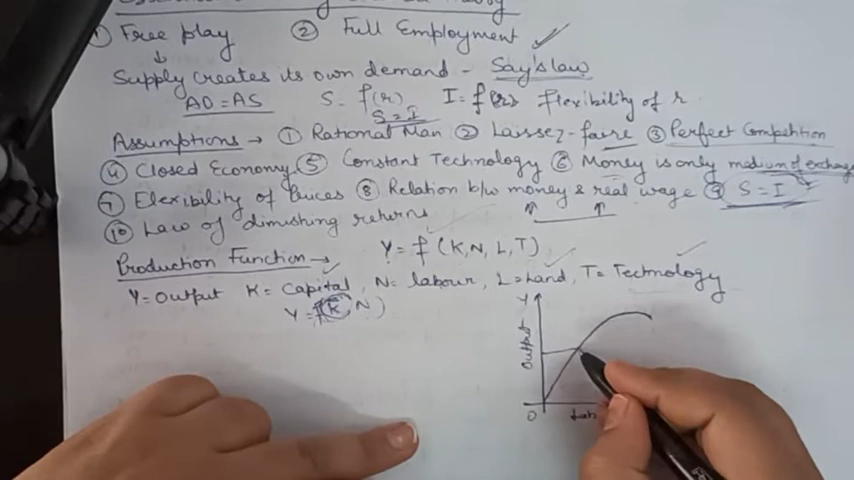 ① Free play ② Full Employment
Supply creates its own demand - Say's law
AD = AS S = f(r) I = f(r) flexibility of r
S = I
Assumptions → ① Rational Man ② Laissez-faire ③ Perfect Competition
④ Closed Economy ⑤ Constant Technology ⑥ Money is only medium of exchange
⑦ Flexibility of Prices ⑧ Relation b/w money & real wage ⑨ S = I
⑩ Law of dimishing returns
Production Function → Y = f (K, N, L, T)
Y = Output K = Capital, N = labour, L = Land, T = Technology
Y = f(K, N)
Y
Output
O Lab